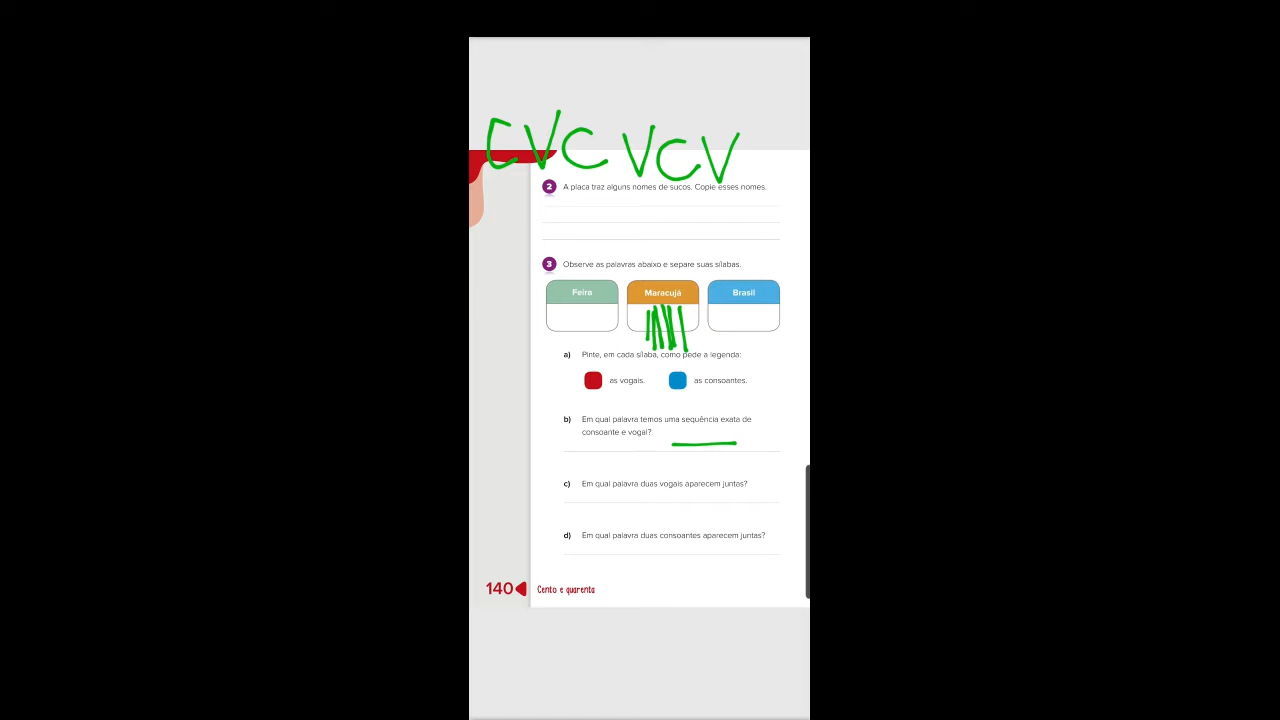 CVCVCV
2 A placa traz alguns nomes de sucos. Copie esses nomes.
3 Observe as palavras abaixo e separe suas sílabas.
Feira Maracujá Brasil
a) Pinte, em cada sílaba, como pede a legenda:
as vogais. as consoantes.
b) Em qual palavra temos uma sequência exata de
consoante e vogal?
c) Em qual palavra duas vogais aparecem juntas?
d) Em qual palavra duas consoantes aparecem juntas?
140 Cento e quarenta